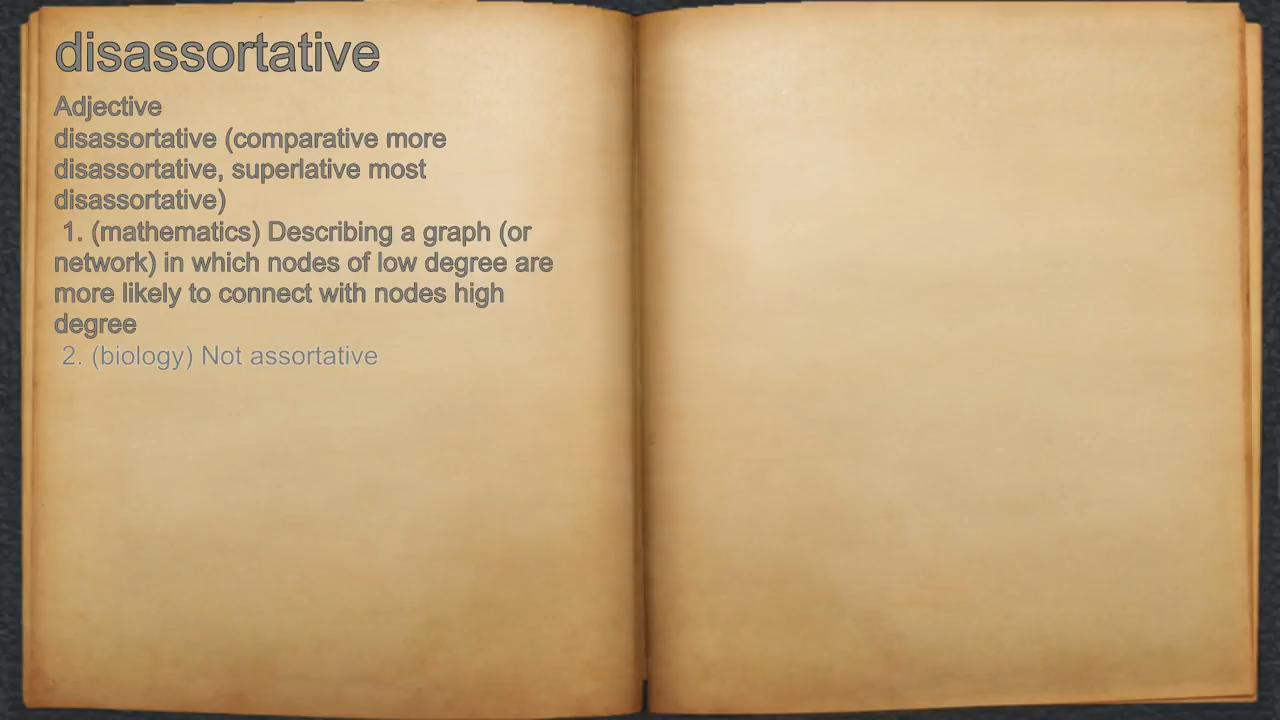 disassortative
Adjective
disassortative (comparative more
disassortative, superlative most
disassortative)
1. (mathematics) Describing a graph (or
network) in which nodes of low degree are
more likely to connect with nodes high
degree
2. (biology) Not assortative